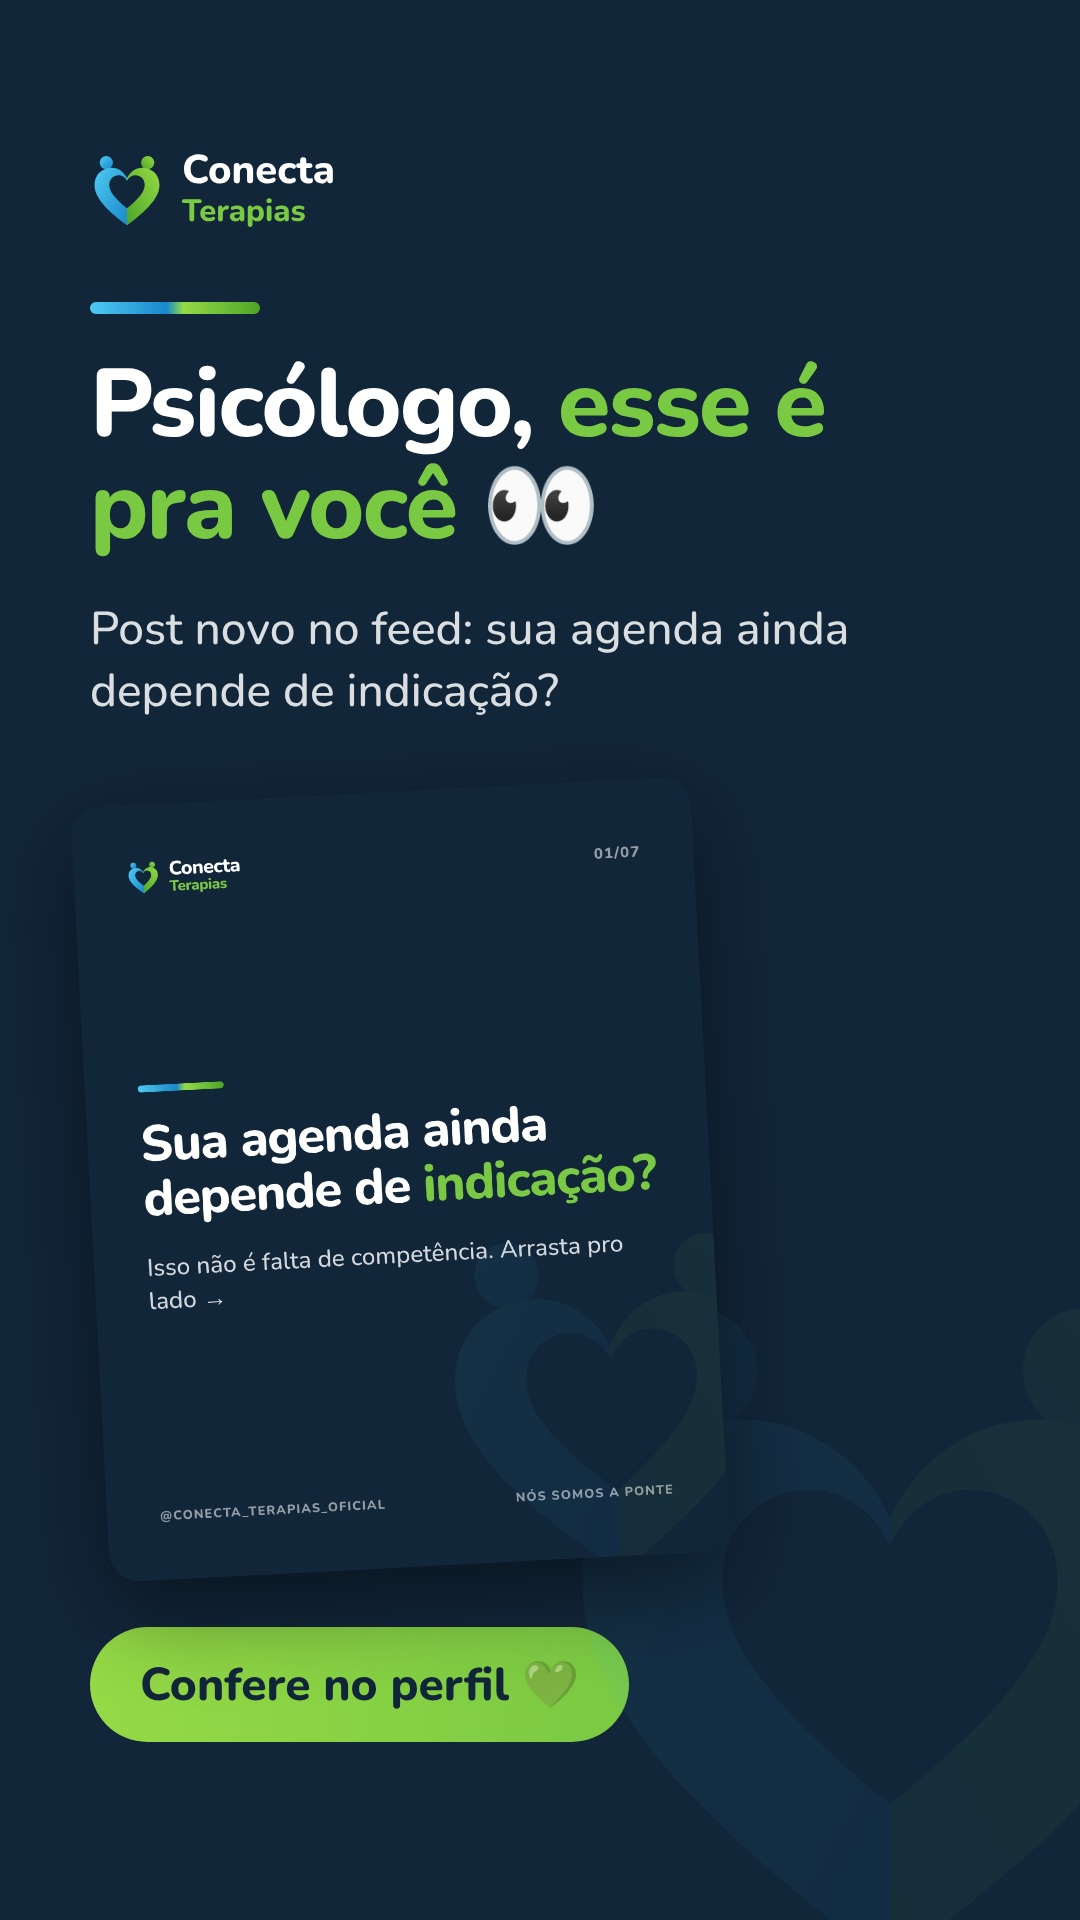 Conecta
Terapias
Psicólogo, esse é
pra você 👀
Post novo no feed: sua agenda ainda
depende de indicação?
Conecta
Terapias
01/07
Sua agenda ainda
depende de indicação?
Isso não é falta de competência. Arrasta pro
lado →
@CONECTA_TERAPIAS_OFICIAL
NÓS SOMOS A PONTE
Confere no perfil 💚